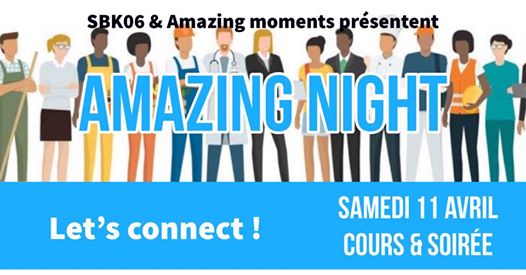 SBK06 & Amazing moments présentent
AMAZING NIGHT
Let's connect !
SAMEDI 11 AVRIL
COURS & SOIRÉE